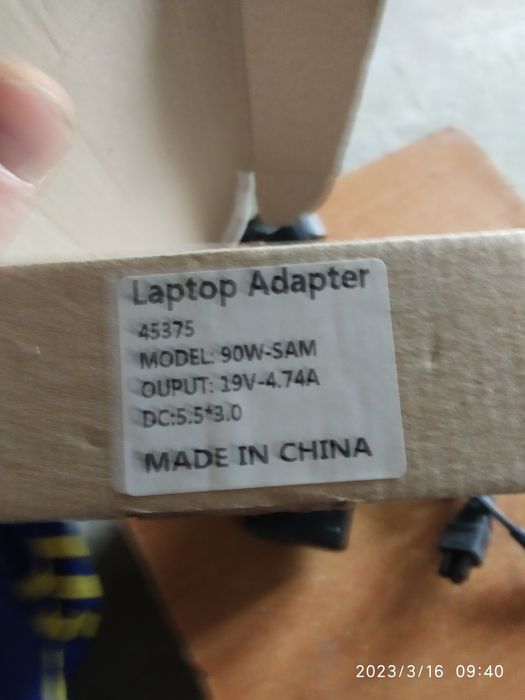 Laptop Adapter
45375
MODEL: 90W-SAM
OUPUT: 19V-4.74A
DC:5.5*3.0
MADE IN CHINA
2023/3/16 09:40